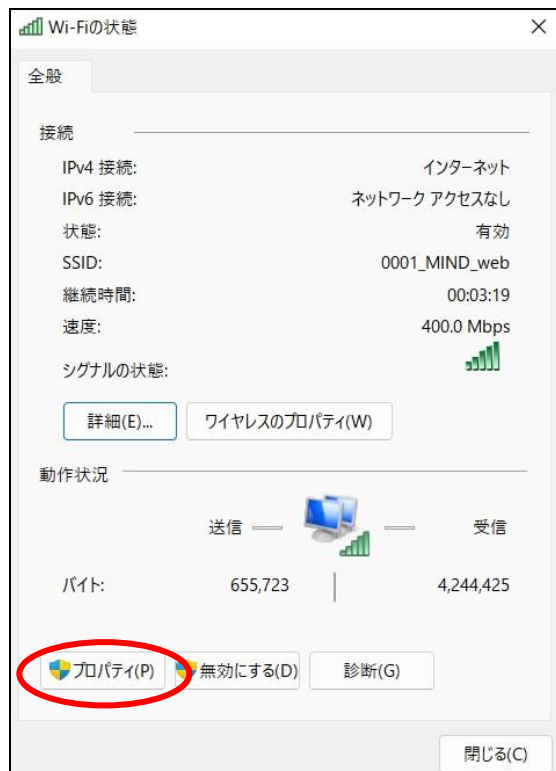 Wi-Fiの状態
全般
接続
IPv4 接続: インターネット
IPv6 接続: ネットワーク アクセスなし
状態: 有効
SSID: 0001_MIND_web
継続時間: 00:03:19
速度: 400.0 Mbps
シグナルの状態:
詳細(E)... ワイヤレスのプロパティ(W)
動作状況
送信 受信
バイト: 655,723 4,244,425
プロパティ(P) 無効にする(D) 診断(G)
閉じる(C)